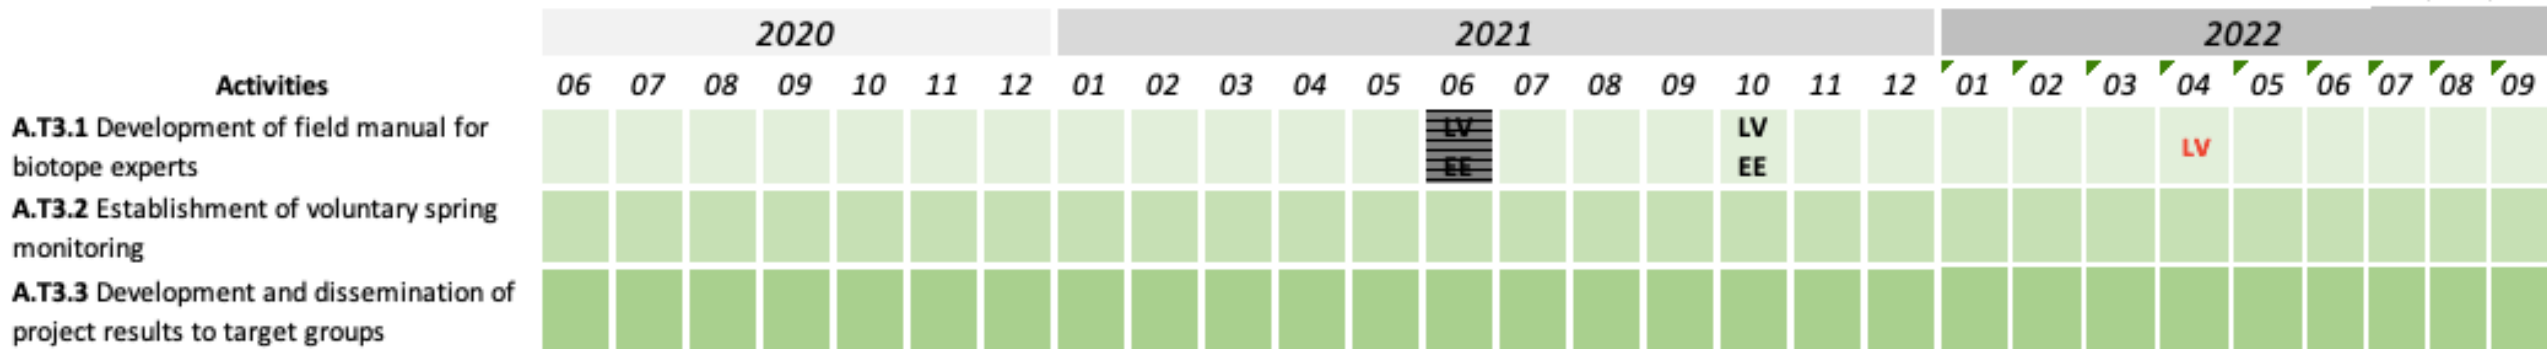 2020 2021 2022
Activities 06 07 08 09 10 11 12 01 02 03 04 05 06 07 08 09 10 11 12 01 02 03 04 05 06 07 08 09
A.T3.1 Development of field manual for LV LV
biotope experts EE EE
LV
A.T3.2 Establishment of voluntary spring
monitoring
A.T3.3 Development and dissemination of
project results to target groups